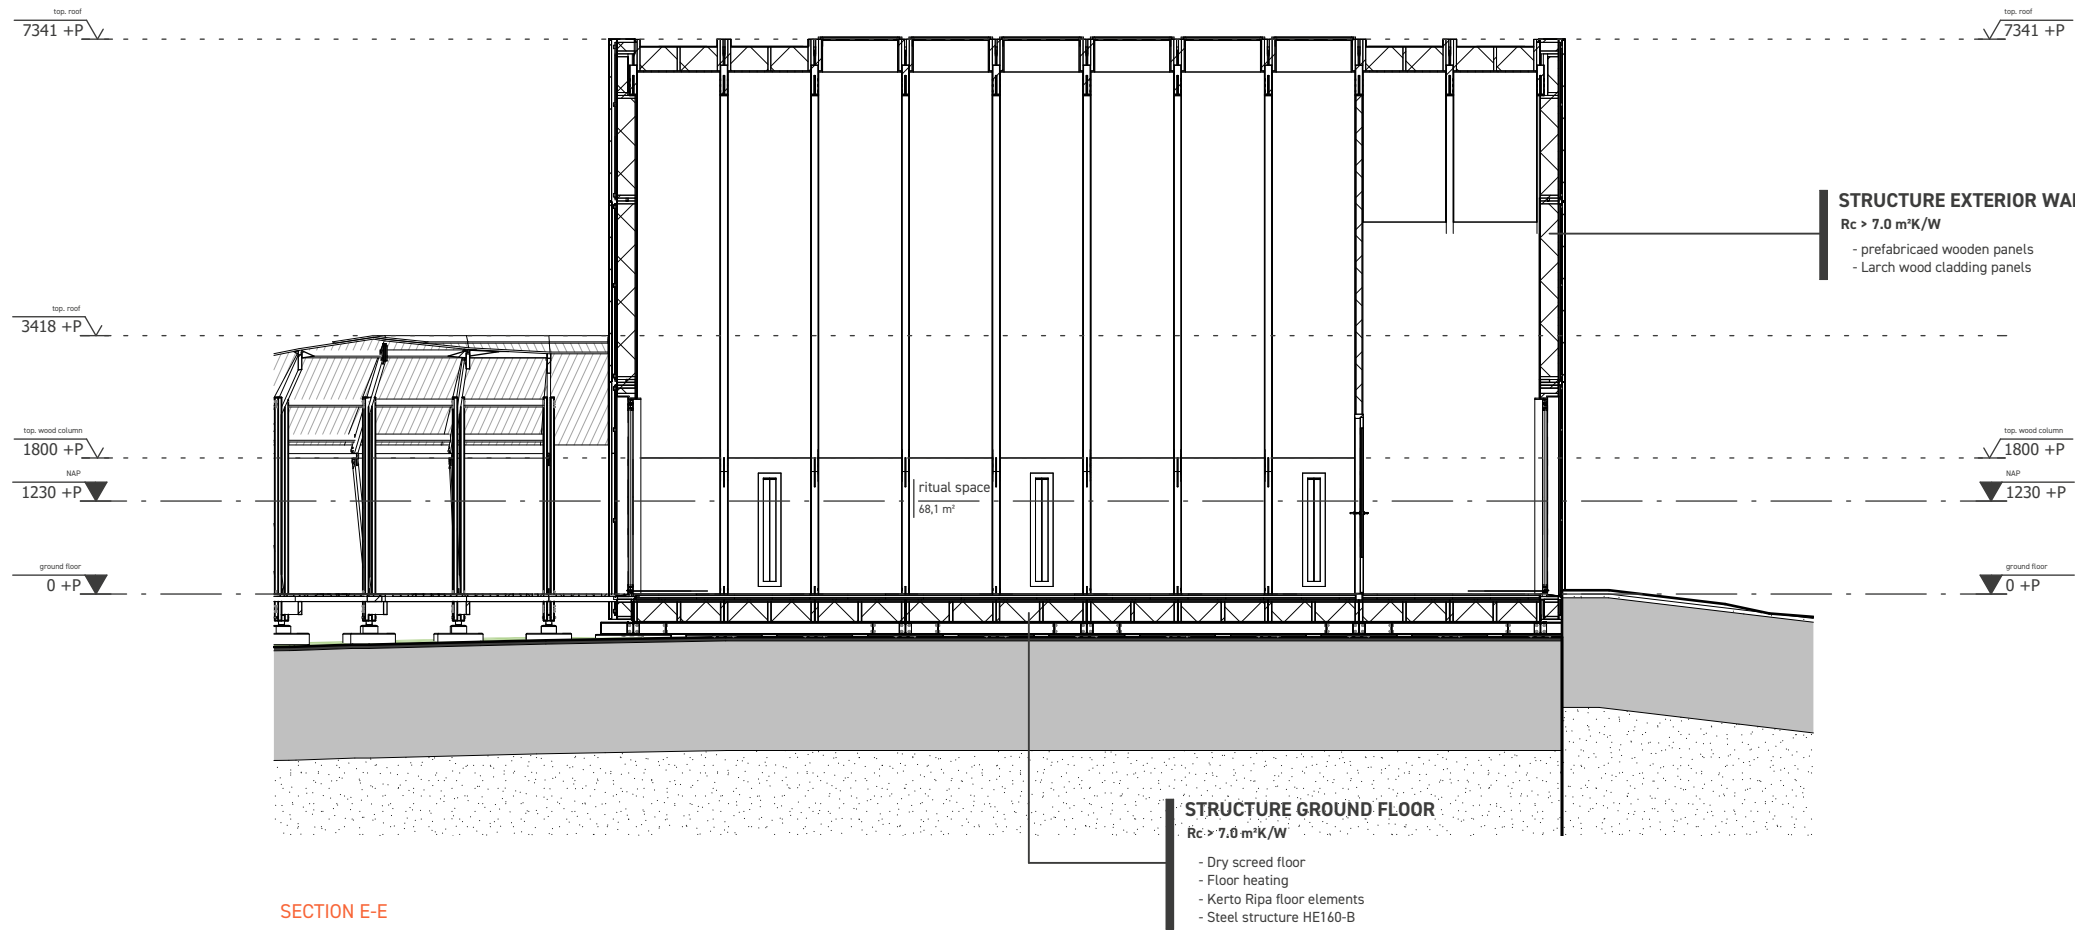 top. roof
7341 +P
top. roof
7341 +P
STRUCTURE EXTERIOR WA
Rc > 7.0 m²K/W
- prefabricaed wooden panels
- Larch wood cladding panels
top. roof
3418 +P
top. wood column
1800 +P
top. wood column
1800 +P
NAP
1230 +P
NAP
1230 +P
ritual space
68,1 m²
ground floor
0 +P
ground floor
0 +P
STRUCTURE GROUND FLOOR
Rc > 7.0 m²K/W
- Dry screed floor
- Floor heating
- Kerto Ripa floor elements
- Steel structure HE160-B
SECTION E-E